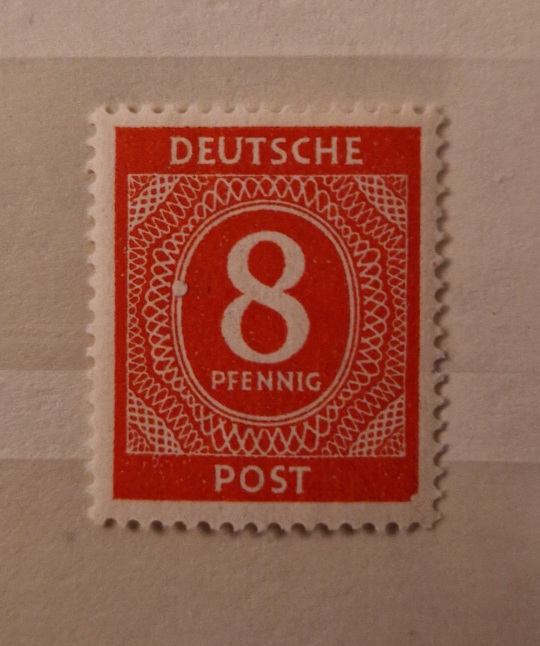 DEUTSCHE
8
PFENNIG
POST